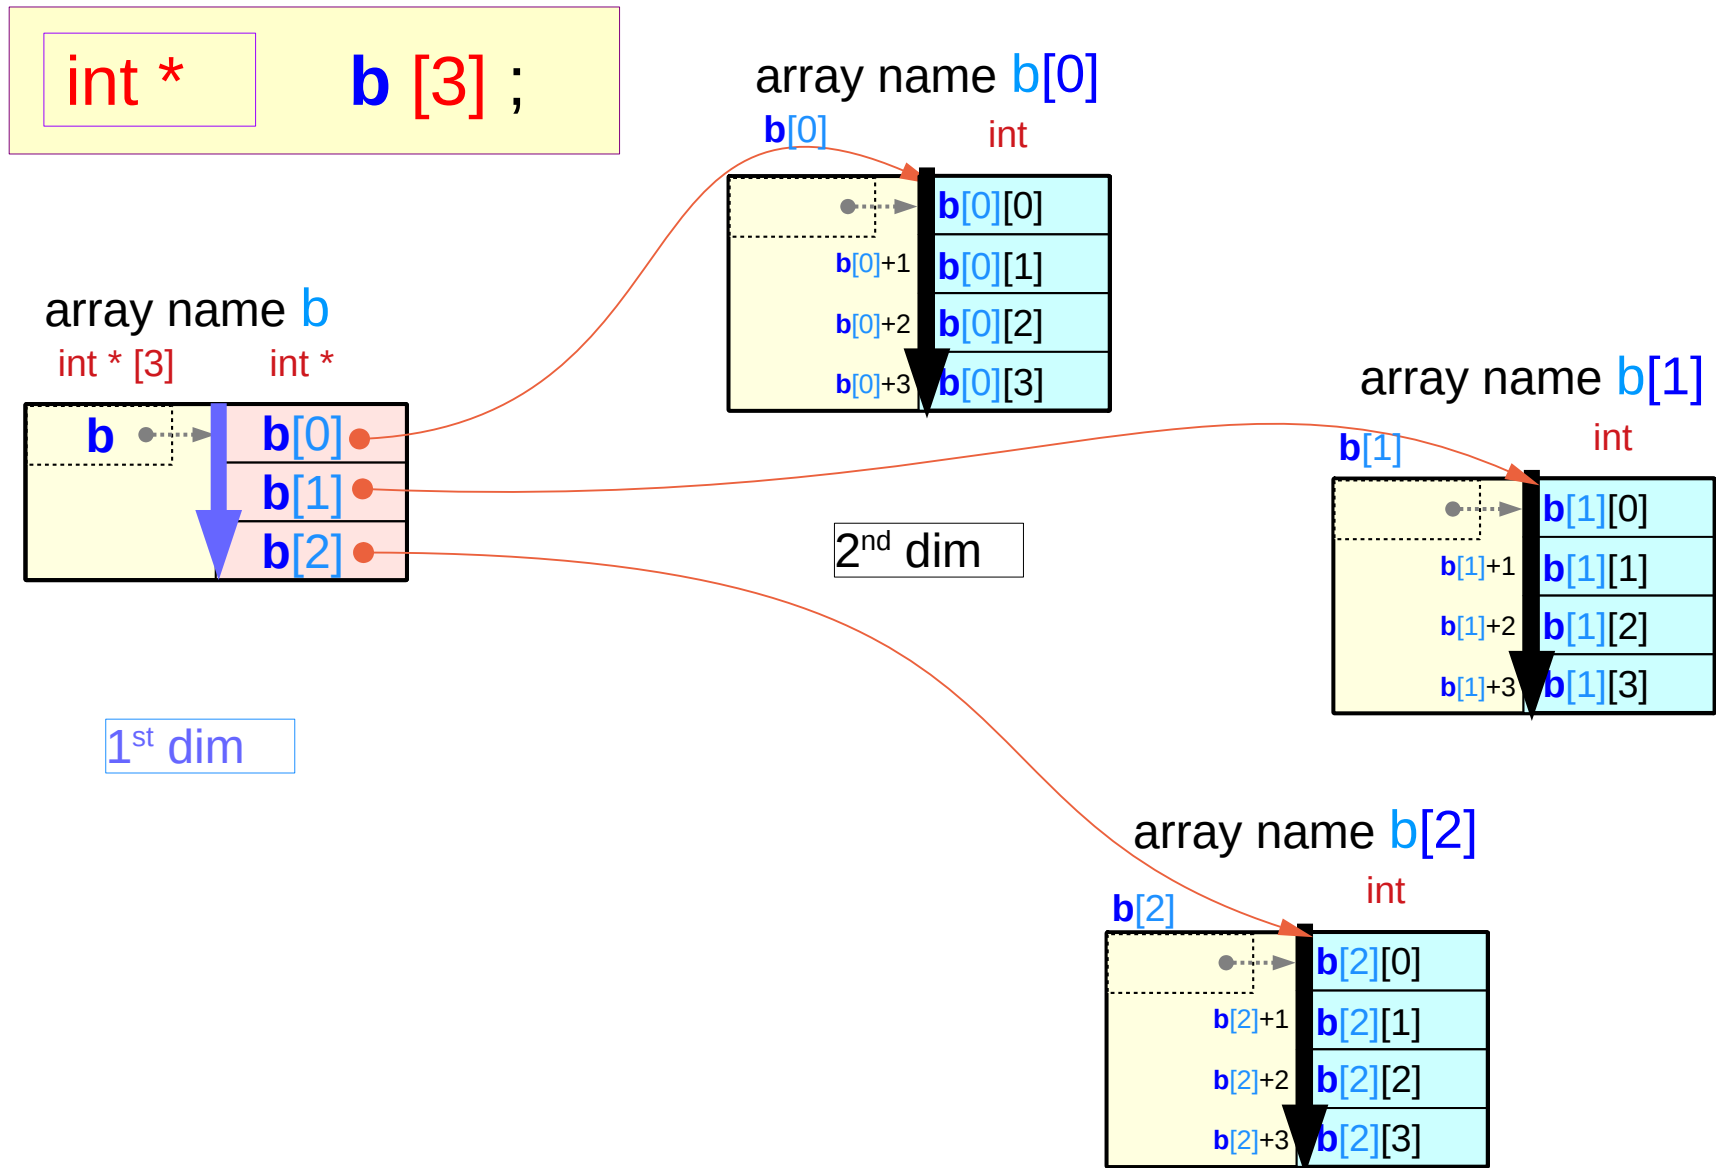 int * b [3] ;
array name b[0]
b[0] int
b[0][0]
b[0]+1 b[0][1]
b[0]+2 b[0][2]
b[0]+3 b[0][3]
array name b
int * [3] int *
b b[0]
b[1]
b[2]
array name b[1]
b[1] int
b[1][0]
b[1]+1 b[1][1]
b[1]+2 b[1][2]
b[1]+3 b[1][3]
2nd dim
1st dim
array name b[2]
b[2] int
b[2][0]
b[2]+1 b[2][1]
b[2]+2 b[2][2]
b[2]+3 b[2][3]